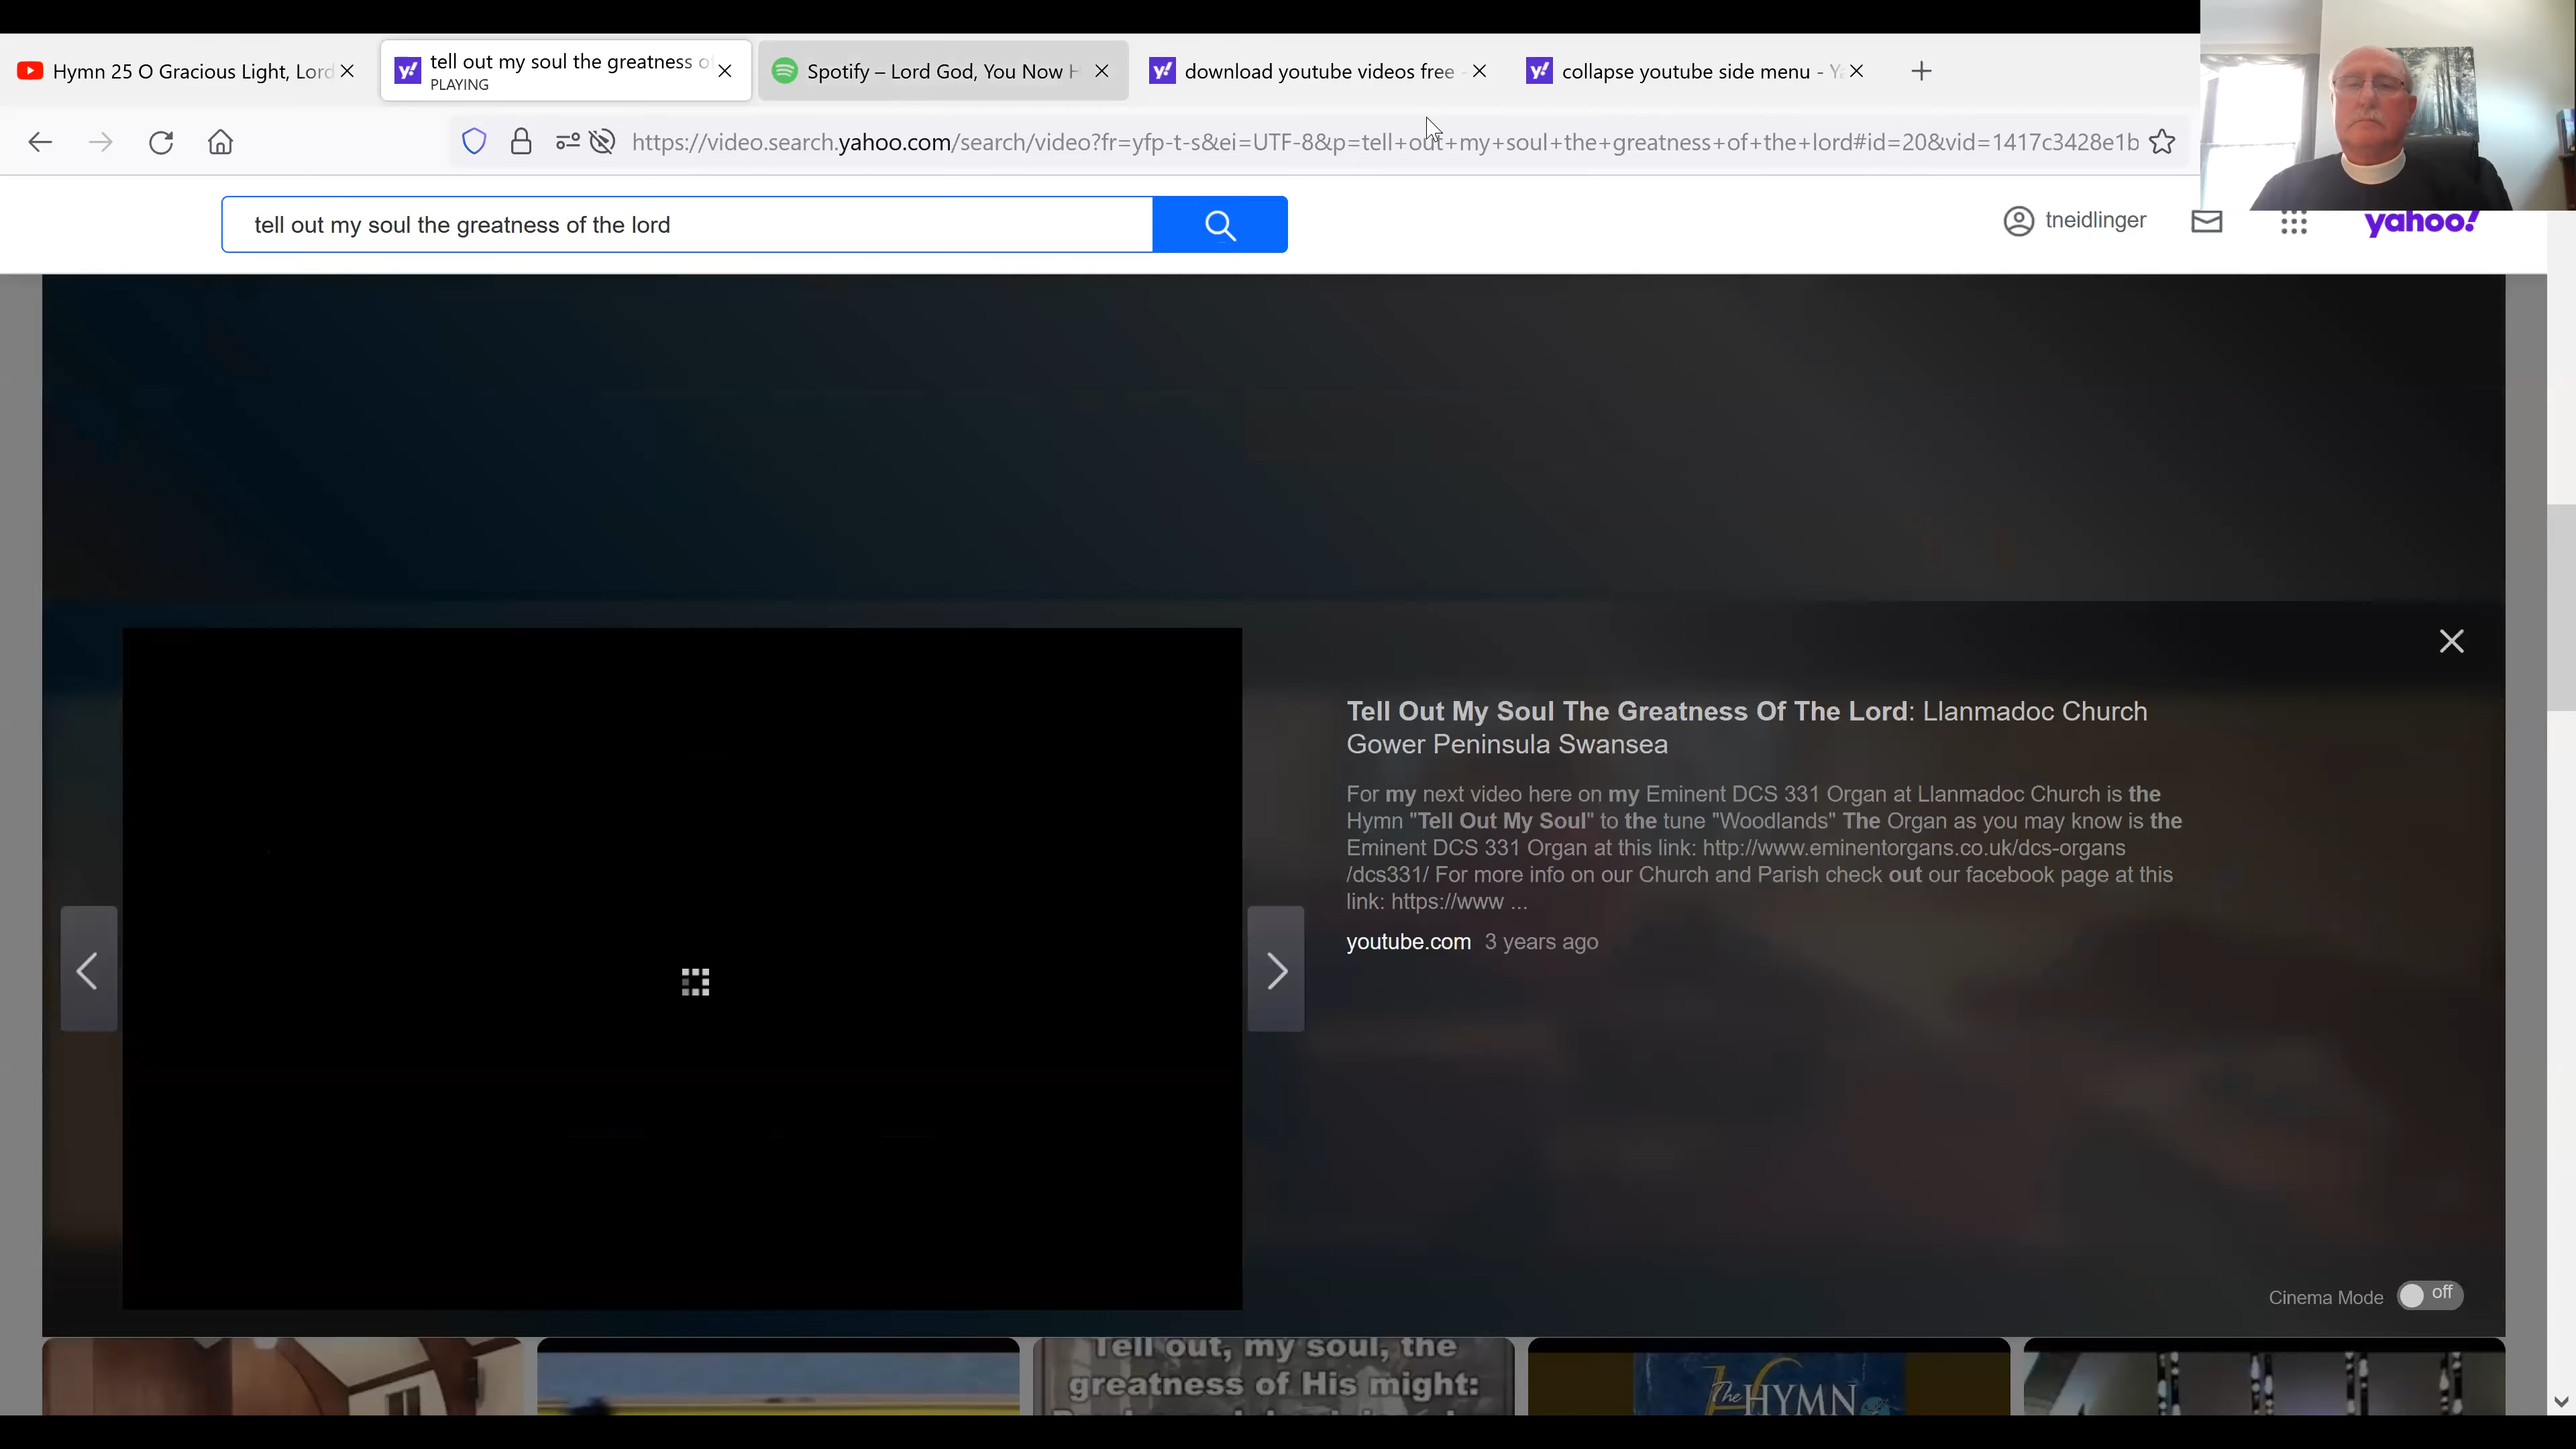 Hymn 25 O Gracious Light, Lord
tell out my soul the greatness o
PLAYING
Spotify – Lord God, You Now H
download youtube videos free -
collapse youtube side menu - Ya
https://video.search.yahoo.com/search/video?fr=yfp-t-s&ei=UTF-8&p=tell+out+my+soul+the+greatness+of+the+lord#id=20&vid=1417c3428e1b
tell out my soul the greatness of the lord
tneidlinger
yahoo!
Tell Out My Soul The Greatness Of The Lord: Llanmadoc Church
Gower Peninsula Swansea
For my next video here on my Eminent DCS 331 Organ at Llanmadoc Church is the
Hymn "Tell Out My Soul" to the tune "Woodlands" The Organ as you may know is the
Eminent DCS 331 Organ at this link: http://www.eminentorgans.co.uk/dcs-organs
/dcs331/ For more info on our Church and Parish check out our facebook page at this
link: https://www ...
youtube.com 3 years ago
Cinema Mode off
Tell out, my soul, the
greatness of His might:
The HYMN